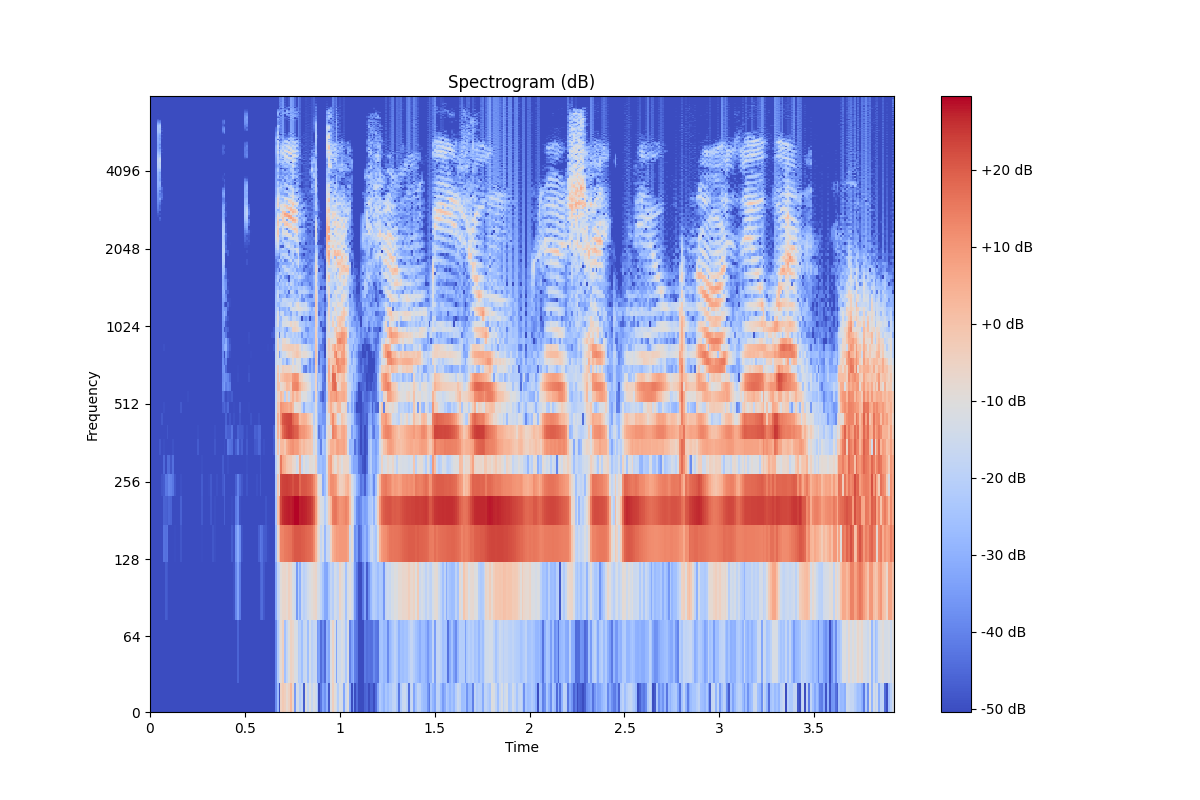 Spectrogram (dB)
Frequency
4096
2048
1024
512
256
128
64
0
0 0.5 1 1.5 2 2.5 3 3.5
Time
+20 dB
+10 dB
+0 dB
-10 dB
-20 dB
-30 dB
-40 dB
-50 dB